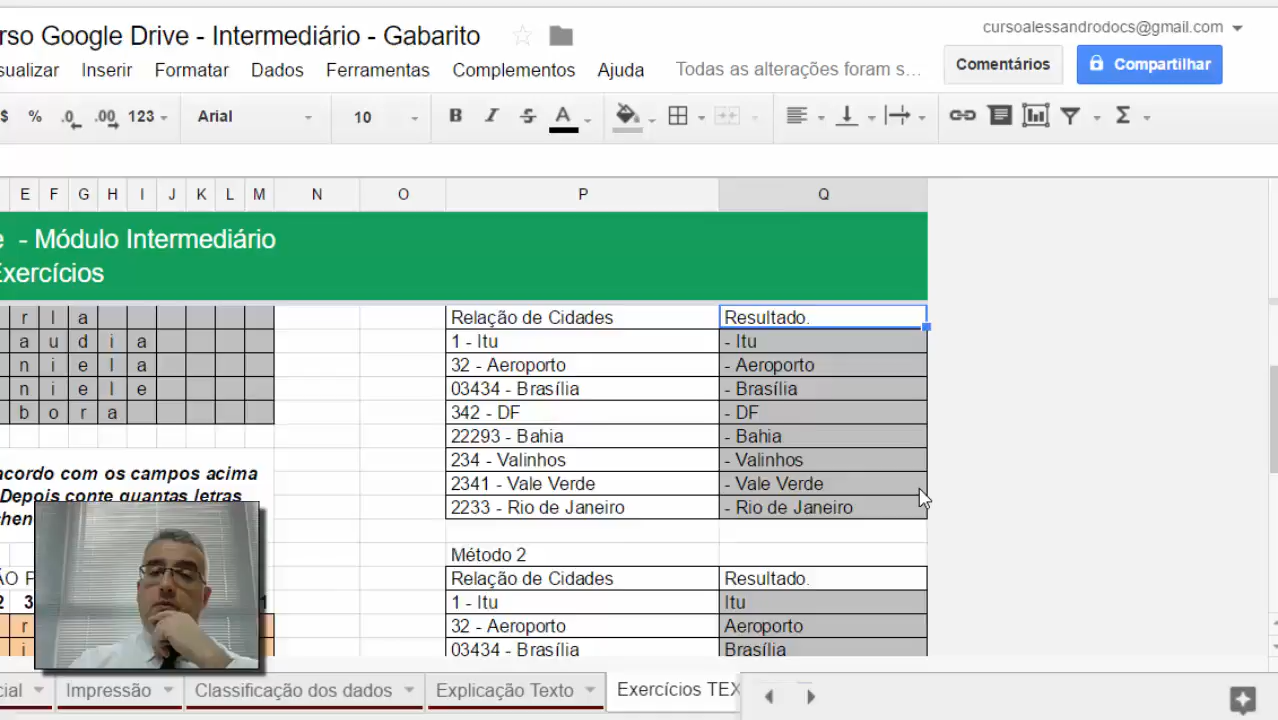 rso Google Drive - Intermediário - Gabarito
cursoalessandrodocs@gmail.com
sualizar Inserir Formatar Dados Ferramentas Complementos Ajuda Todas as alterações foram s...
Comentários Compartilhar
$ % .0 .00 123 Arial 10 B I S A Σ
E F G H I J K L M N O P Q
e - Módulo Intermediário
Exercícios
r l a Relação de Cidades Resultado.
a u d i a 1 - Itu - Itu
n i e l a 32 - Aeroporto - Aeroporto
n i e l e 03434 - Brasília - Brasília
b o r a 342 - DF - DF
22293 - Bahia - Bahia
acordo com os campos acima 234 - Valinhos - Valinhos
Depois conte quantas letras 2341 - Vale Verde - Vale Verde
2233 - Rio de Janeiro - Rio de Janeiro
Método 2
ÃO Relação de Cidades Resultado.
2 3 1 - Itu Itu
r 32 - Aeroporto Aeroporto
i 03434 - Brasília Brasília
cial Impressão Classificação dos dados Explicação Texto Exercícios TEX